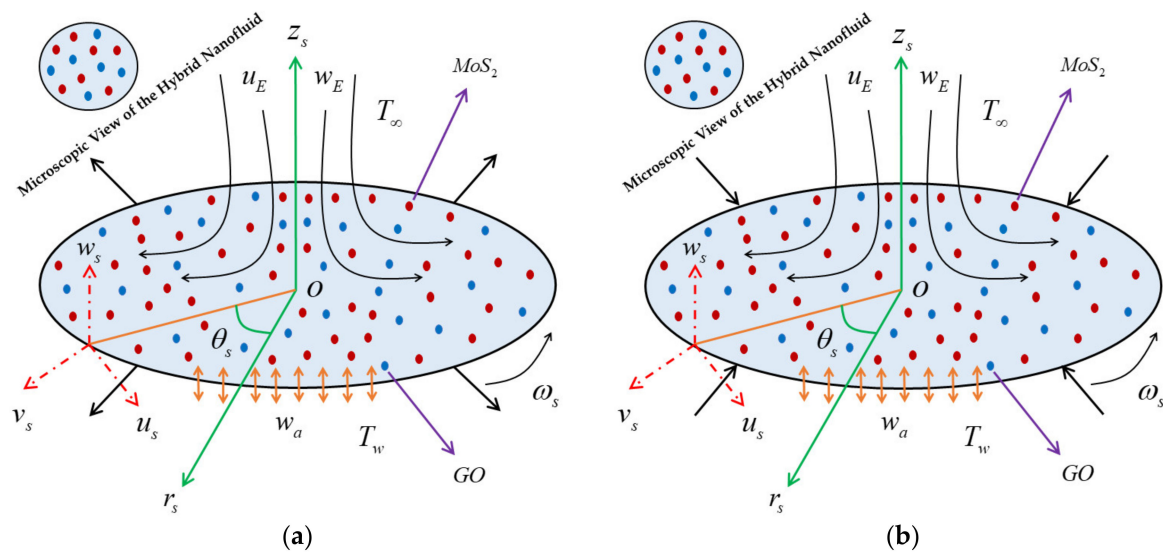 Microscopic View of the Hybrid Nanofluid
z_s
MoS₂
u_E
w_E
T_∞
w_s
o
θ_s
ω_s
v_s
u_s
w_a
T_w
GO
r_s
(a)
Microscopic View of the Hybrid Nanofluid
z_s
MoS₂
u_E
w_E
T_∞
w_s
o
θ_s
ω_s
v_s
u_s
w_a
T_w
GO
r_s
(b)